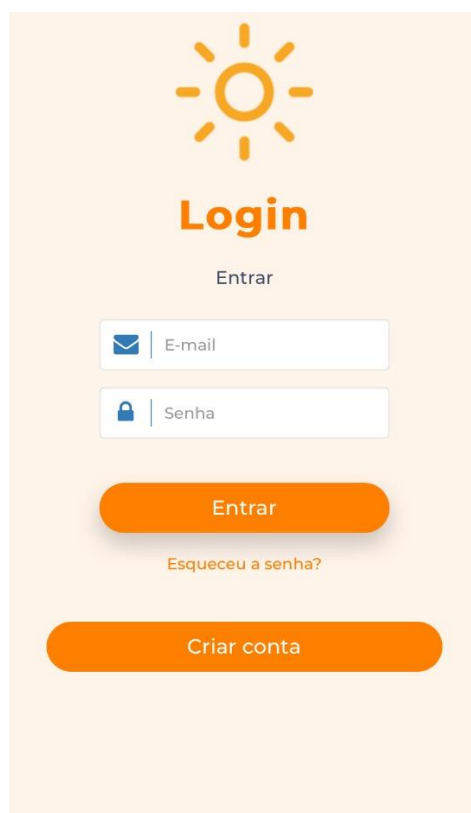 Login
Entrar
E-mail
Senha
Entrar
Esqueceu a senha?
Criar conta